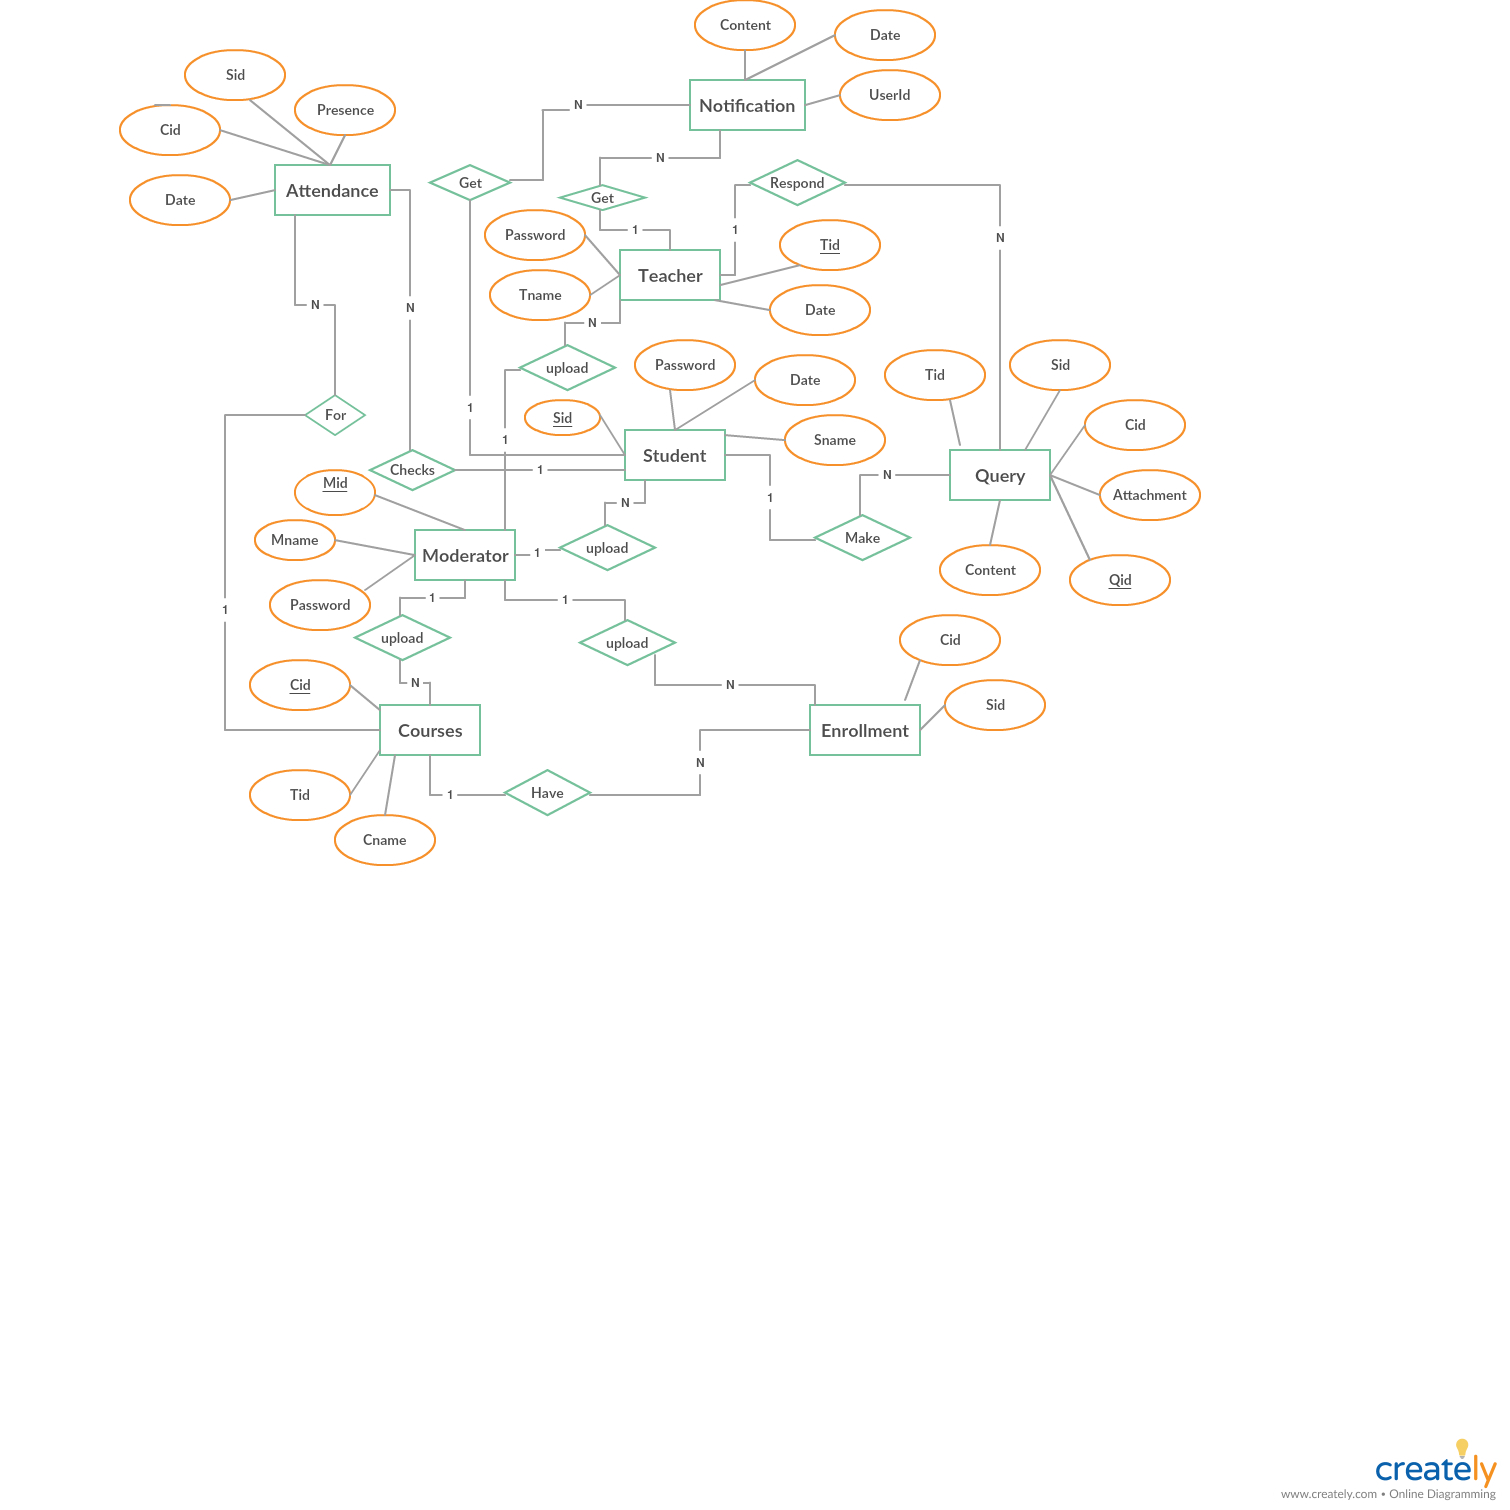 Content
Date
Sid
Notification
UserId
Presence
N
Cid
Attendance
Get
N
Respond
Date
Get
Password
1
1
Tid
N
Teacher
Tname
Date
N
N
N
upload
Password
Date
Tid
Sid
For
1
Sid
1
Sname
Cid
Student
Checks
1
N
Query
Attachment
Mid
N
1
Mname
Moderator
1
upload
Make
Content
Qid
Password
1
1
1
upload
upload
Cid
Cid
N
N
Sid
Courses
Enrollment
N
Tid
1
Have
Cname
creately
www.creately.com • Online Diagramming